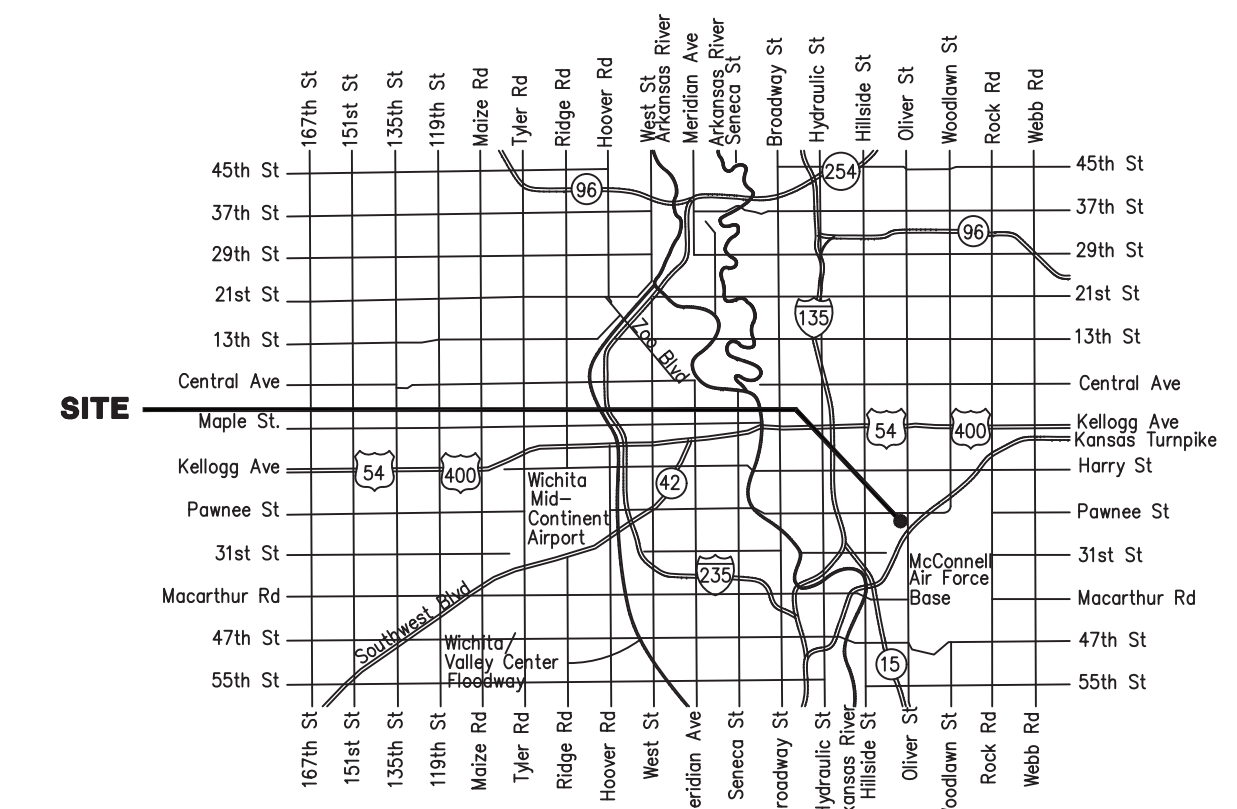 167th St
151st St
135th St
119th St
Maize Rd
Tyler Rd
Ridge Rd
Hoover Rd
West St
Arkansas River
Meridian Ave
Arkansas River
Seneca St
Broadway St
Hydraulic St
Hillside St
Oliver St
Woodlawn St
Rock Rd
Webb Rd
45th St
254
45th St
96
37th St
37th St
96
29th St
29th St
21st St
21st St
135
13th St
Zoo Blvd
13th St
Central Ave
Central Ave
SITE
Maple St.
54
400
Kellogg Ave
Kansas Turnpike
Kellogg Ave
54
400
42
Harry St
Wichita
Mid-
Continent
Airport
Pawnee St
Pawnee St
31st St
31st St
235
McConnell
Air Force
Base
Macarthur Rd
Macarthur Rd
Southwest Blvd
47th St
47th St
Wichita/
Valley Center
Floodway
15
55th St
55th St
167th St
151st St
135th St
119th St
Maize Rd
Tyler Rd
Ridge Rd
Hoover Rd
West St
eridian Ave
Seneca St
roadway St
Hydraulic St
kansas River
Hillside St
Oliver St
oodlawn St
Rock Rd
Webb Rd